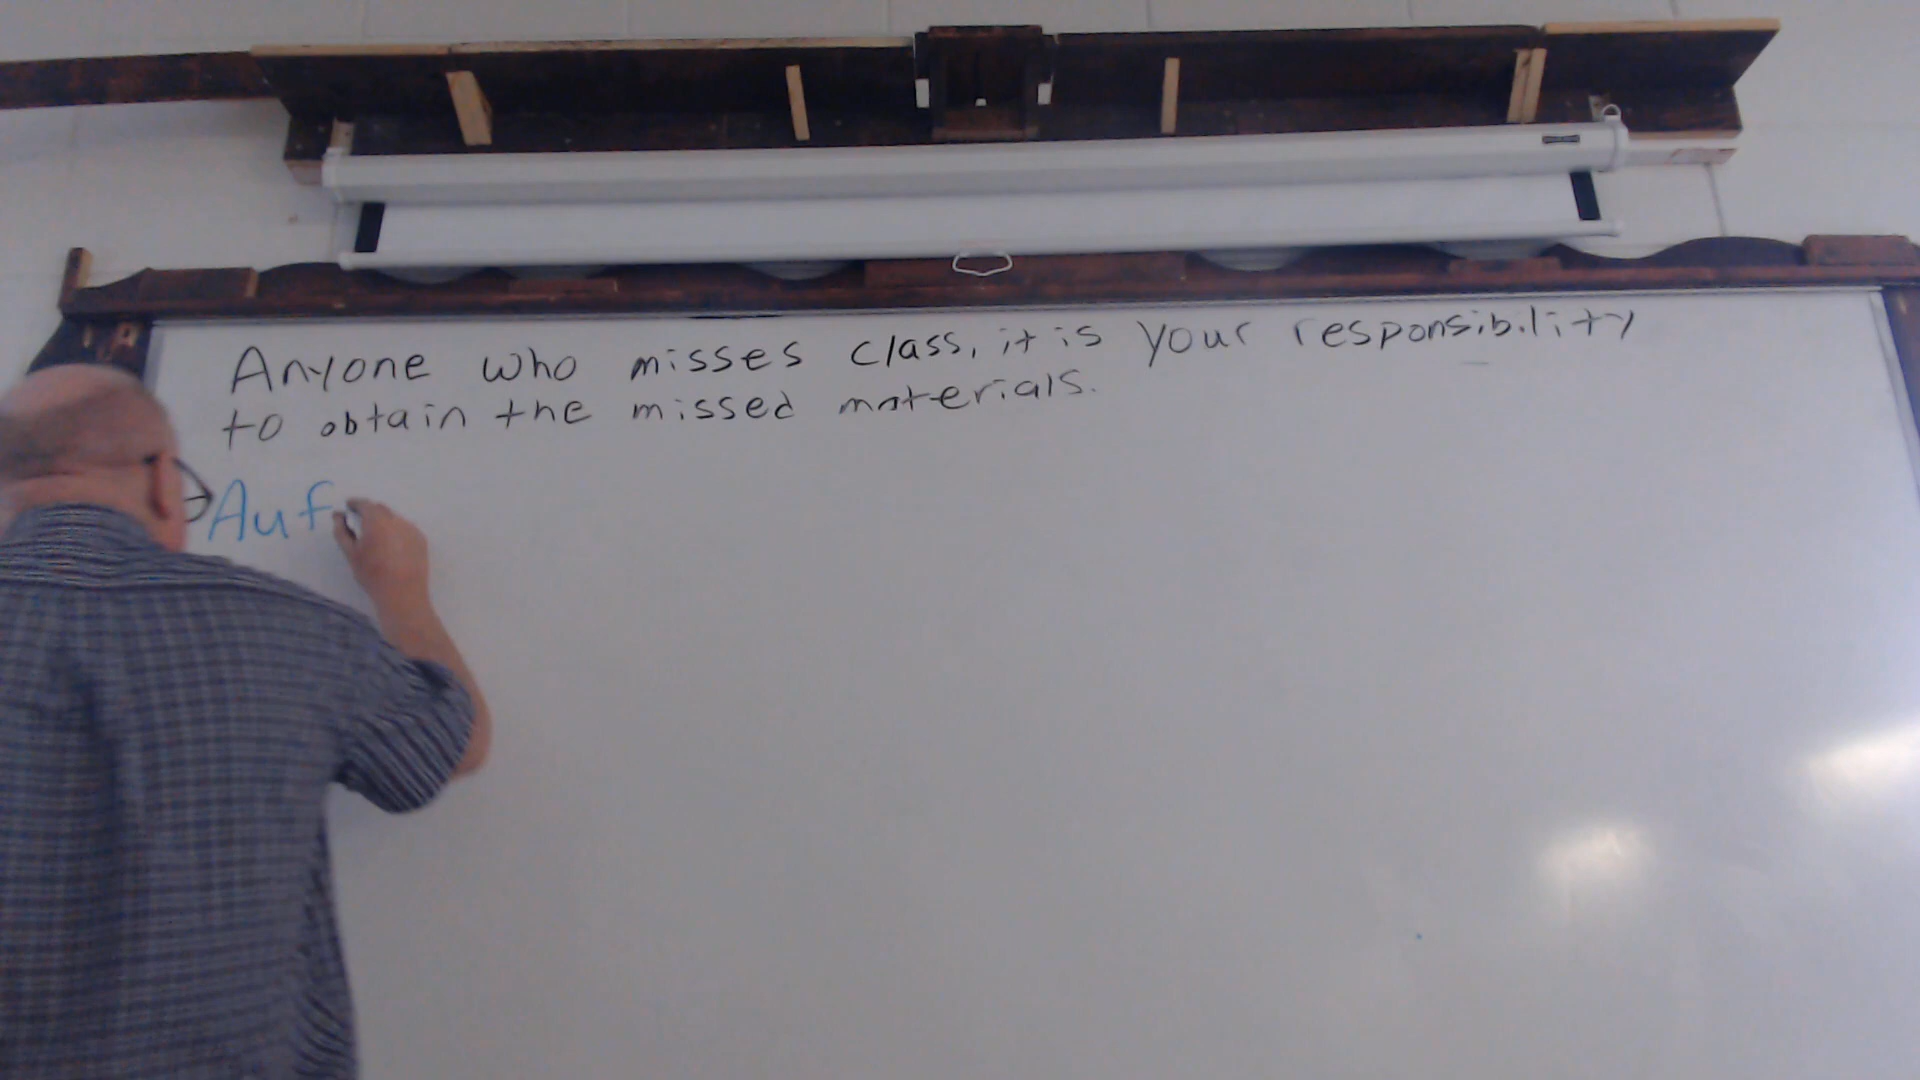 Anyone who misses class, it is your responsibility
to obtain the missed materials.
Auf